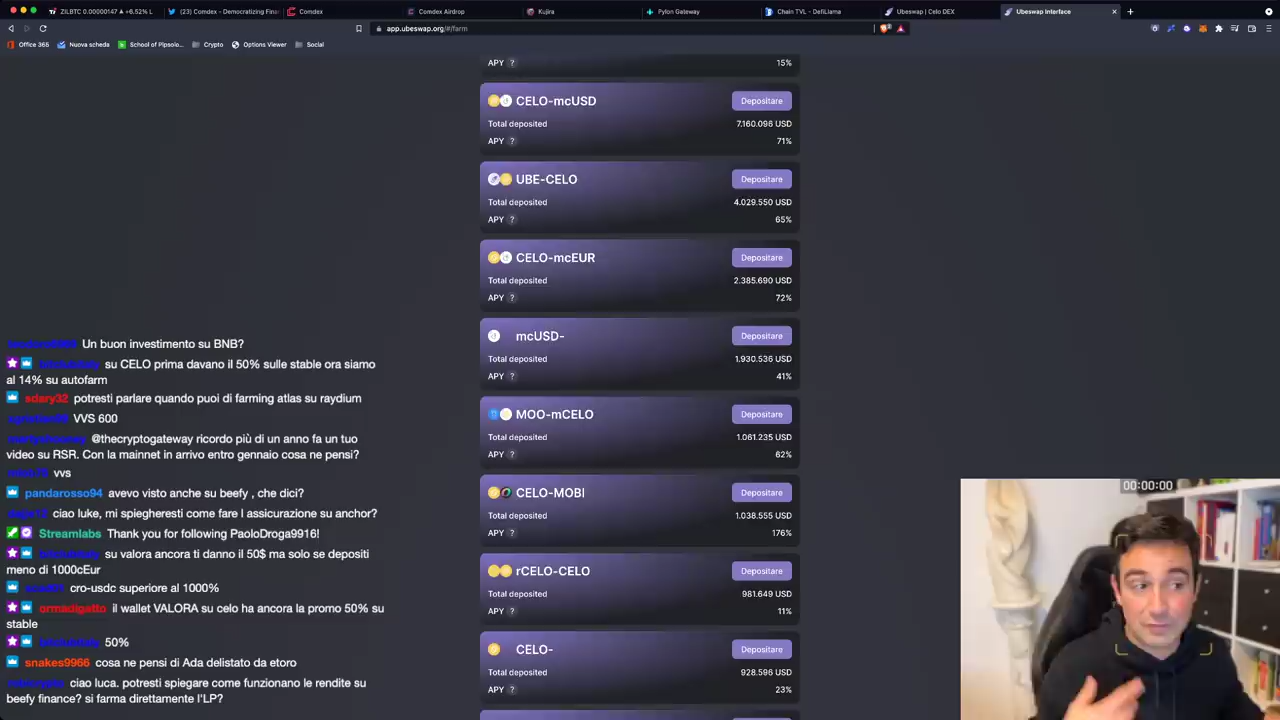 ZILBTC 0.00000147 ▲ +6.52% L
(23) Comdex – Democratizing Finan
Comdex
Comdex Airdrop
Kujira
Pylon Gateway
Chain TVL - DefiLlama
Ubeswap | Celo DEX
Ubeswap Interface
app.ubeswap.org/#/farm
Office 365
Nuova scheda
School of Pipsolo...
Crypto
Options Viewer
Social
APY ? 15%
CELO-mcUSD Depositare
Total deposited 7.160.096 USD
APY ? 71%
UBE-CELO Depositare
Total deposited 4.029.550 USD
APY ? 65%
CELO-mcEUR Depositare
Total deposited 2.385.690 USD
APY ? 72%
mcUSD- Depositare
Total deposited 1.930.536 USD
APY ? 41%
MOO-mCELO Depositare
Total deposited 1.061.235 USD
APY ? 62%
CELO-MOBI Depositare
Total deposited 1.038.555 USD
APY ? 176%
rCELO-CELO Depositare
Total deposited 981.649 USD
APY ? 11%
CELO- Depositare
Total deposited 928.596 USD
APY ? 23%
Un buon investimento su BNB?
su CELO prima davano il 50% sulle stable ora siamo
al 14% su autofarm
sdary32 potresti parlare quando puoi di farming atlas su raydium
VVS 600
@thecryptogateway ricordo più di un anno fa un tuo
video su RSR. Con la mainnet in arrivo entro gennaio cosa ne pensi?
vvs
pandarosso94 avevo visto anche su beefy , che dici?
ciao luke, mi spiegheresti come fare l assicurazione su anchor?
Streamlabs Thank you for following PaoloDroga9916!
su valora ancora ti danno il 50$ ma solo se depositi
meno di 1000cEur
cro-usdc superiore al 1000%
ormadigatto il wallet VALORA su celo ha ancora la promo 50% su
stable
50%
snakes9966 cosa ne pensi di Ada delistato da etoro
ciao luca. potresti spiegare come funzionano le rendite su
beefy finance? si farma direttamente l'LP?
00:00:00